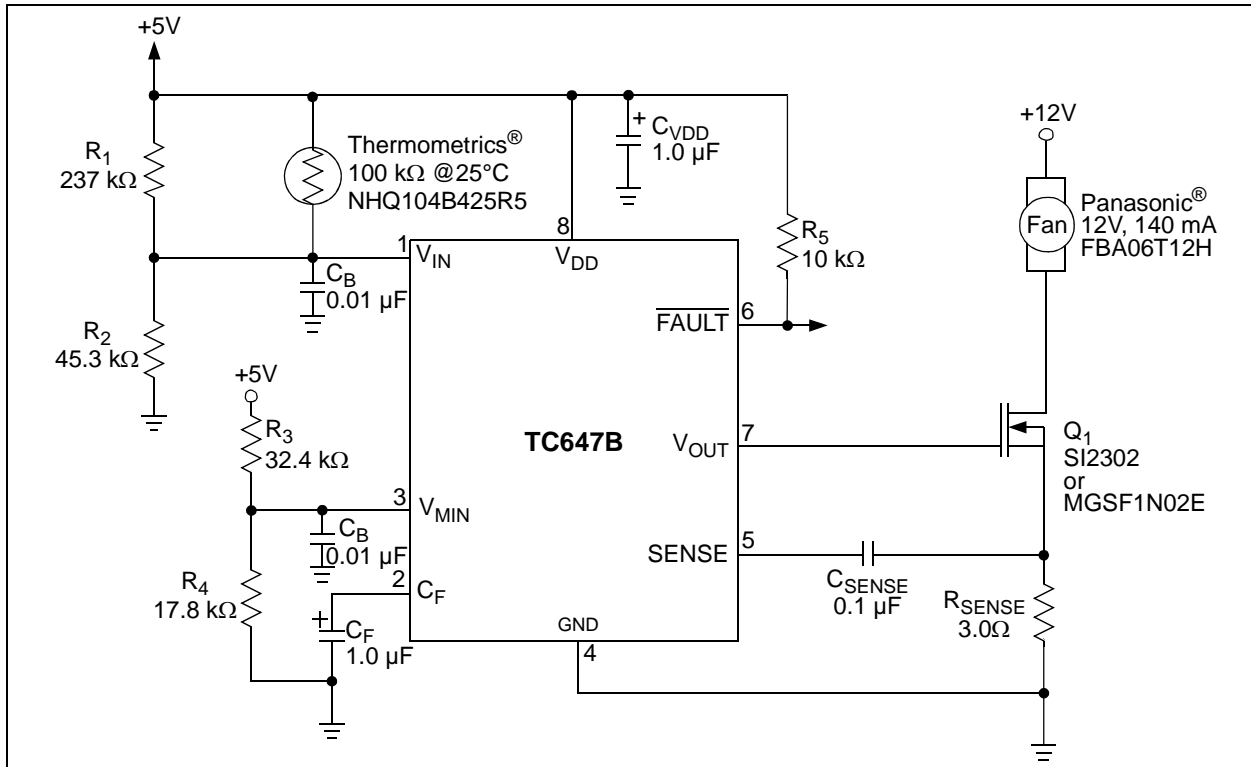 +5V
R1
237 kΩ
Thermometrics®
100 kΩ @25°C
NHQ104B425R5
+
CVDD
1.0 µF
+12V
Fan
Panasonic®
12V, 140 mA
FBA06T12H
R5
10 kΩ
1
VIN
8
VDD
CB
0.01 µF
6
FAULT
R2
45.3 kΩ
+5V
R3
32.4 kΩ
TC647B
7
VOUT
Q1
SI2302
or
MGSF1N02E
3
VMIN
CB
0.01 µF
5
SENSE
CSENSE
0.1 µF
R4
17.8 kΩ
2
CF
+
CF
1.0 µF
GND
4
RSENSE
3.0Ω